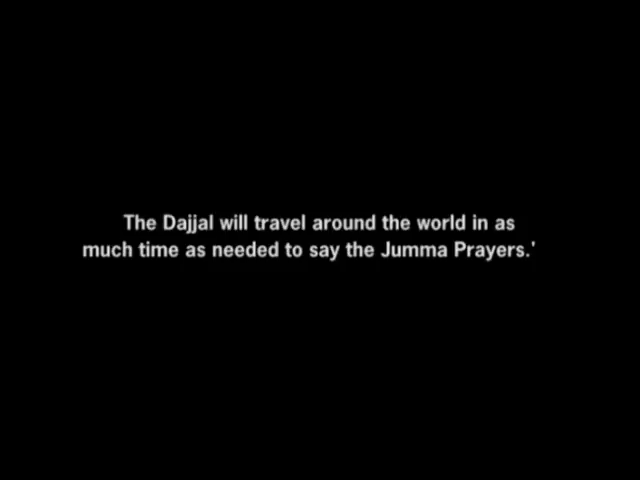 The Dajjal will travel around the world in as
much time as needed to say the Jumma Prayers.'